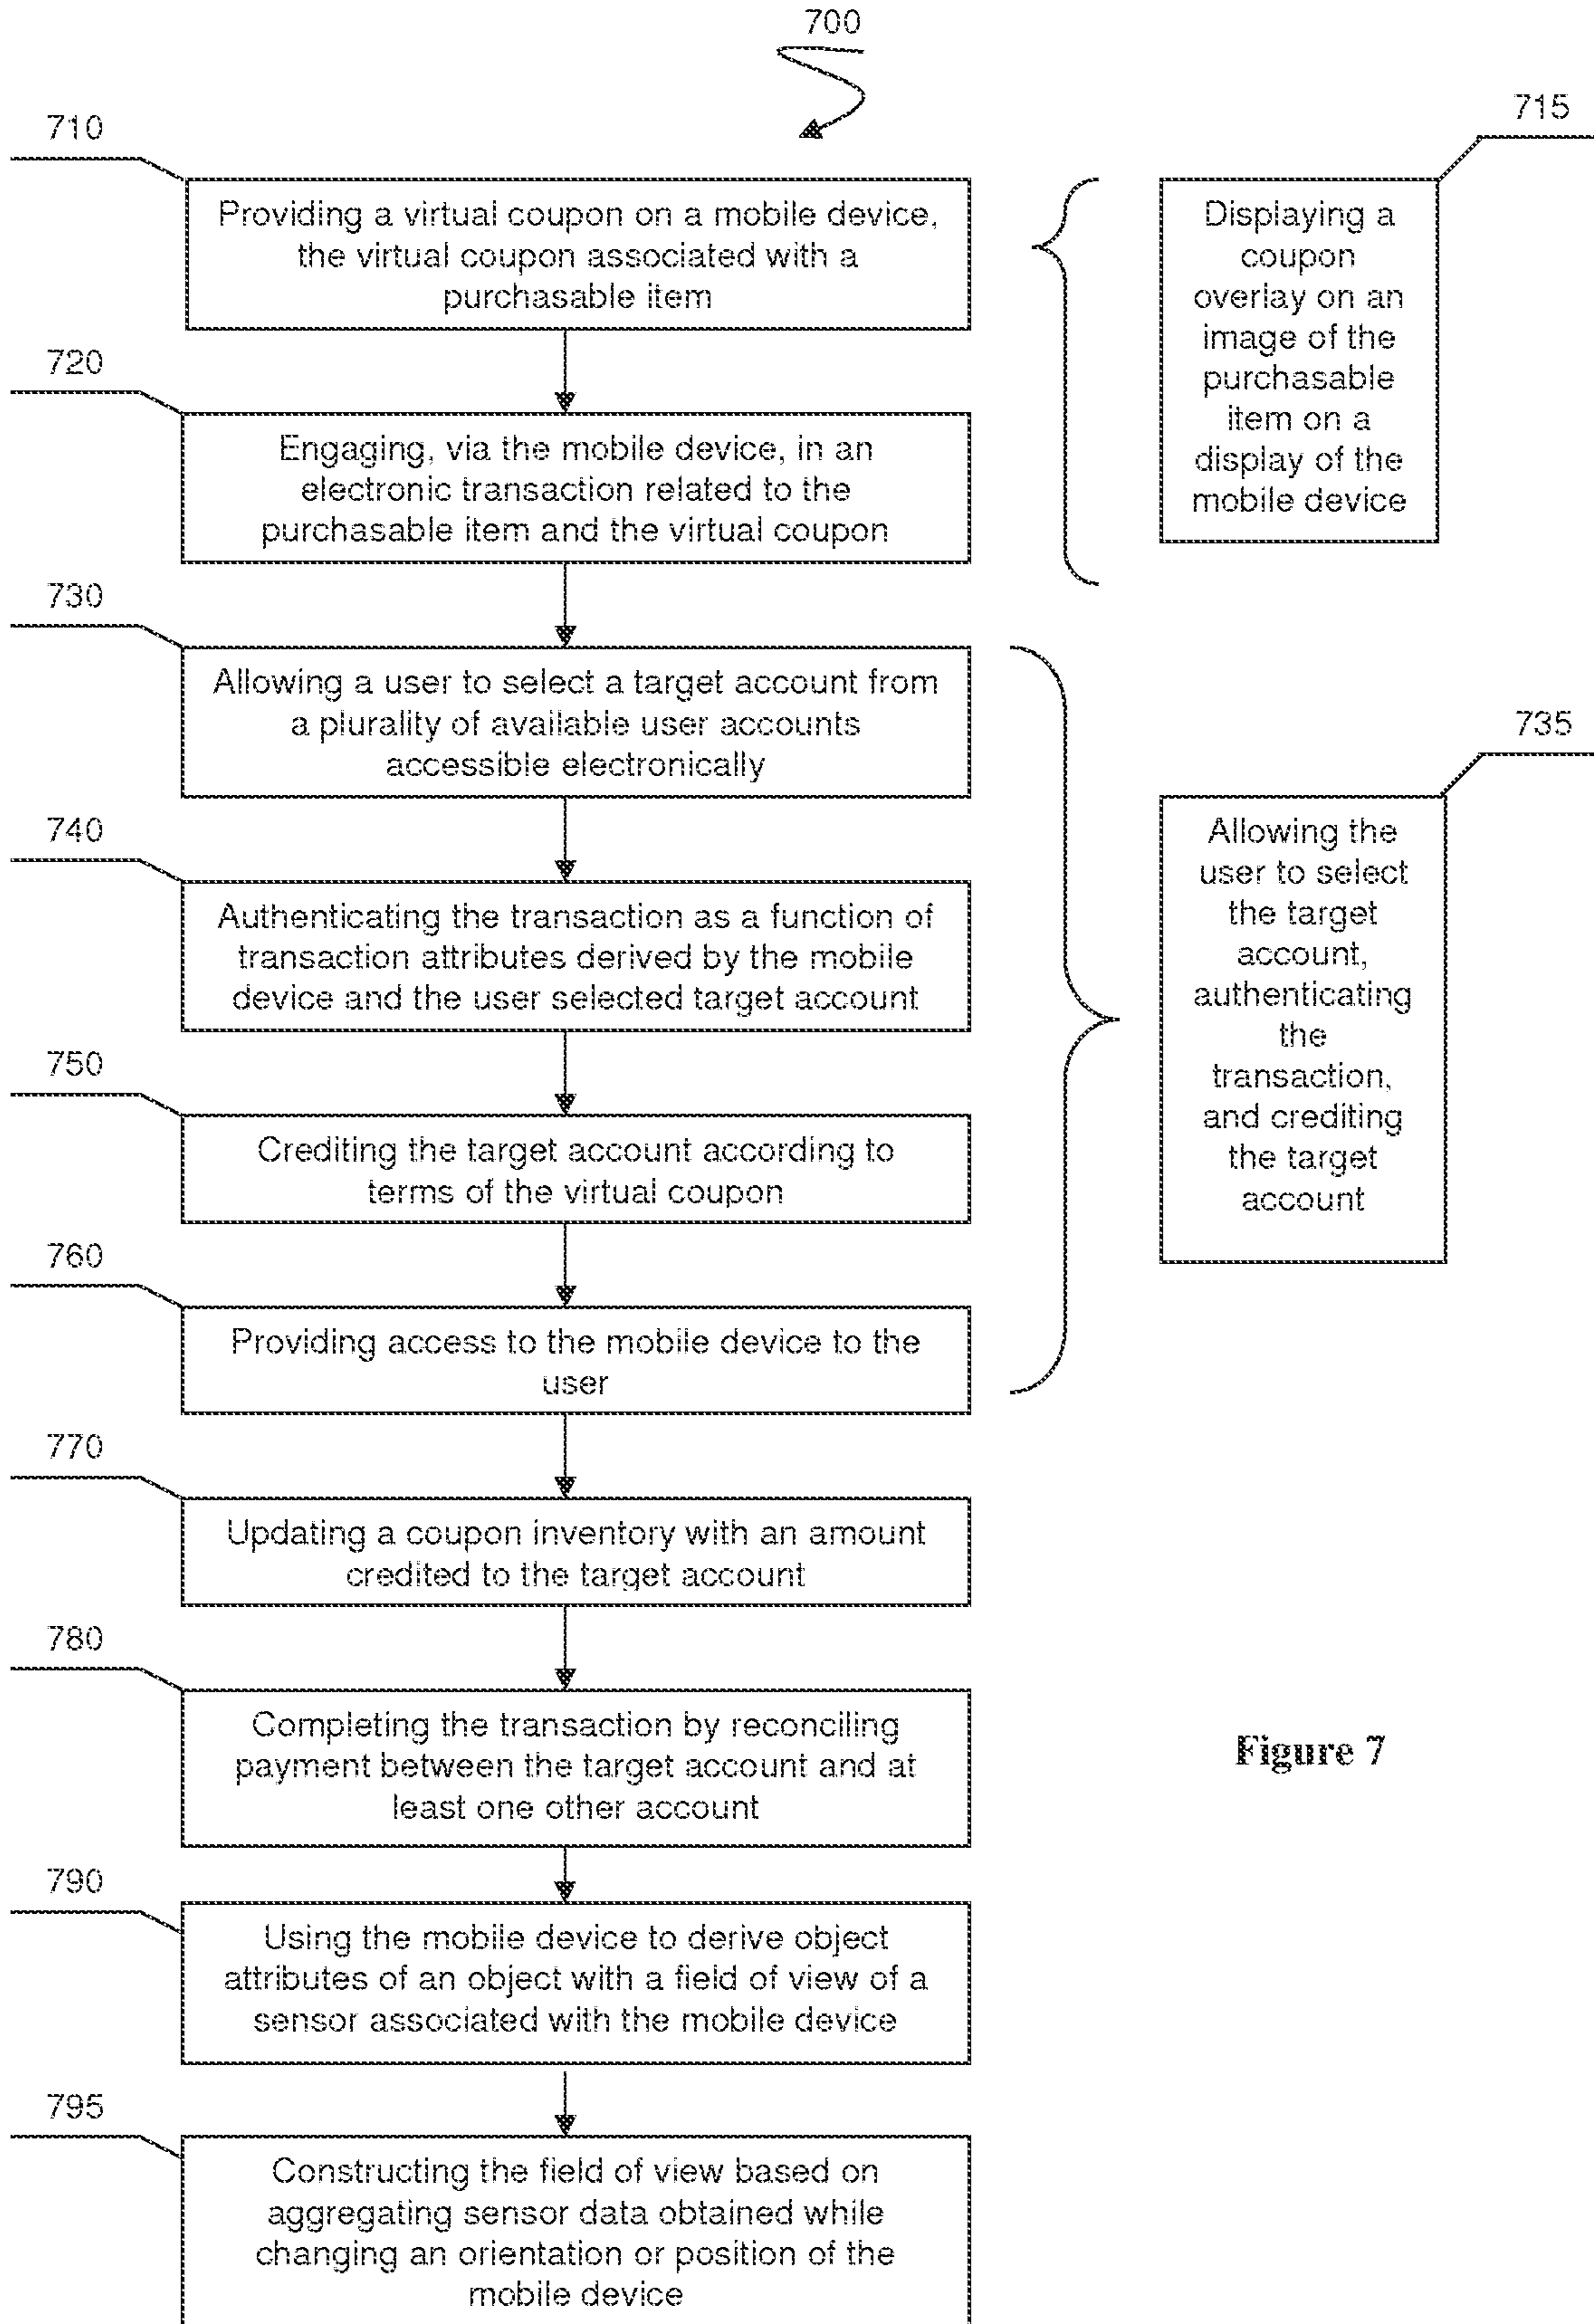 700
710
Providing a virtual coupon on a mobile device,
the virtual coupon associated with a
purchasable item
715
Displaying a
coupon
overlay on an
image of the
purchasable
item on a
display of the
mobile device
720
Engaging, via the mobile device, in an
electronic transaction related to the
purchasable item and the virtual coupon
730
Allowing a user to select a target account from
a plurality of available user accounts
accessible electronically
735
Allowing the
user to select
the target
account,
authenticating
the
transaction,
and crediting
the target
account
740
Authenticating the transaction as a function of
transaction attributes derived by the mobile
device and the user selected target account
750
Crediting the target account according to
terms of the virtual coupon
760
Providing access to the mobile device to the
user
770
Updating a coupon inventory with an amount
credited to the target account
780
Completing the transaction by reconciling
payment between the target account and at
least one other account
Figure 7
790
Using the mobile device to derive object
attributes of an object with a field of view of a
sensor associated with the mobile device
795
Constructing the field of view based on
aggregating sensor data obtained while
changing an orientation or position of the
mobile device